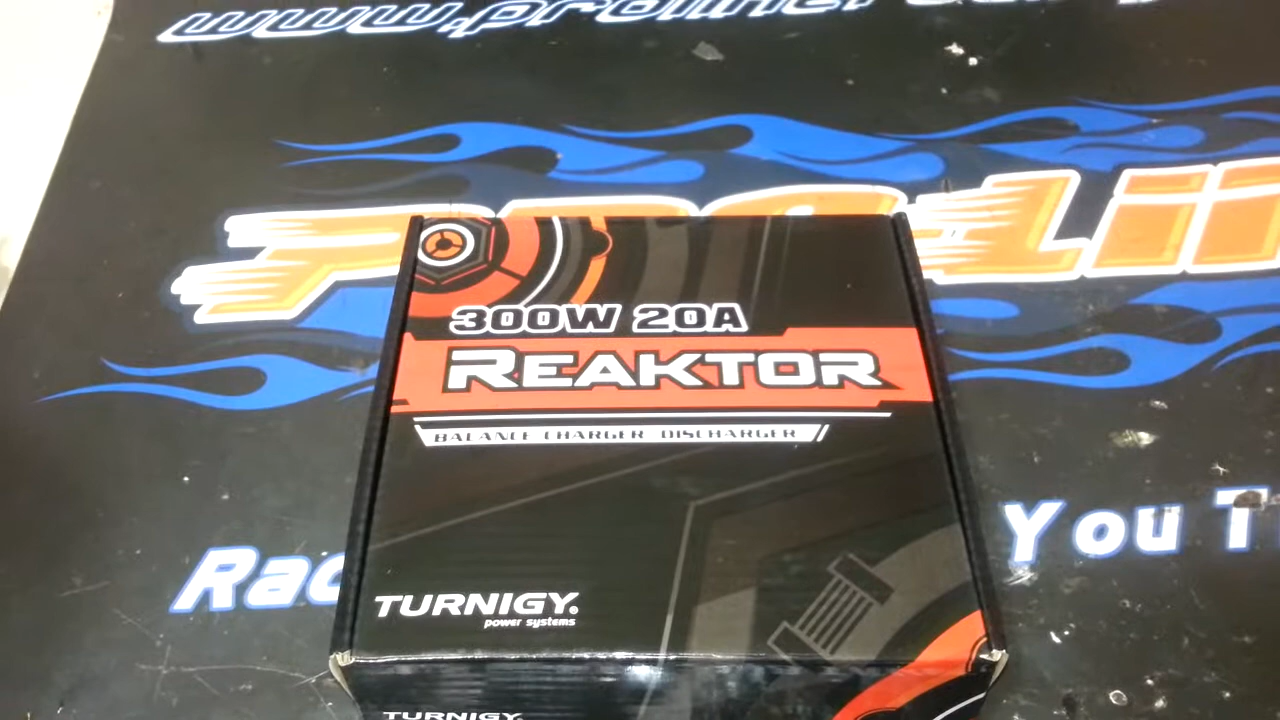 300W 20A
REAKTOR
BALANCE CHARGER DISCHARGER
TURNIGY.
power systems
TURNIGY
You